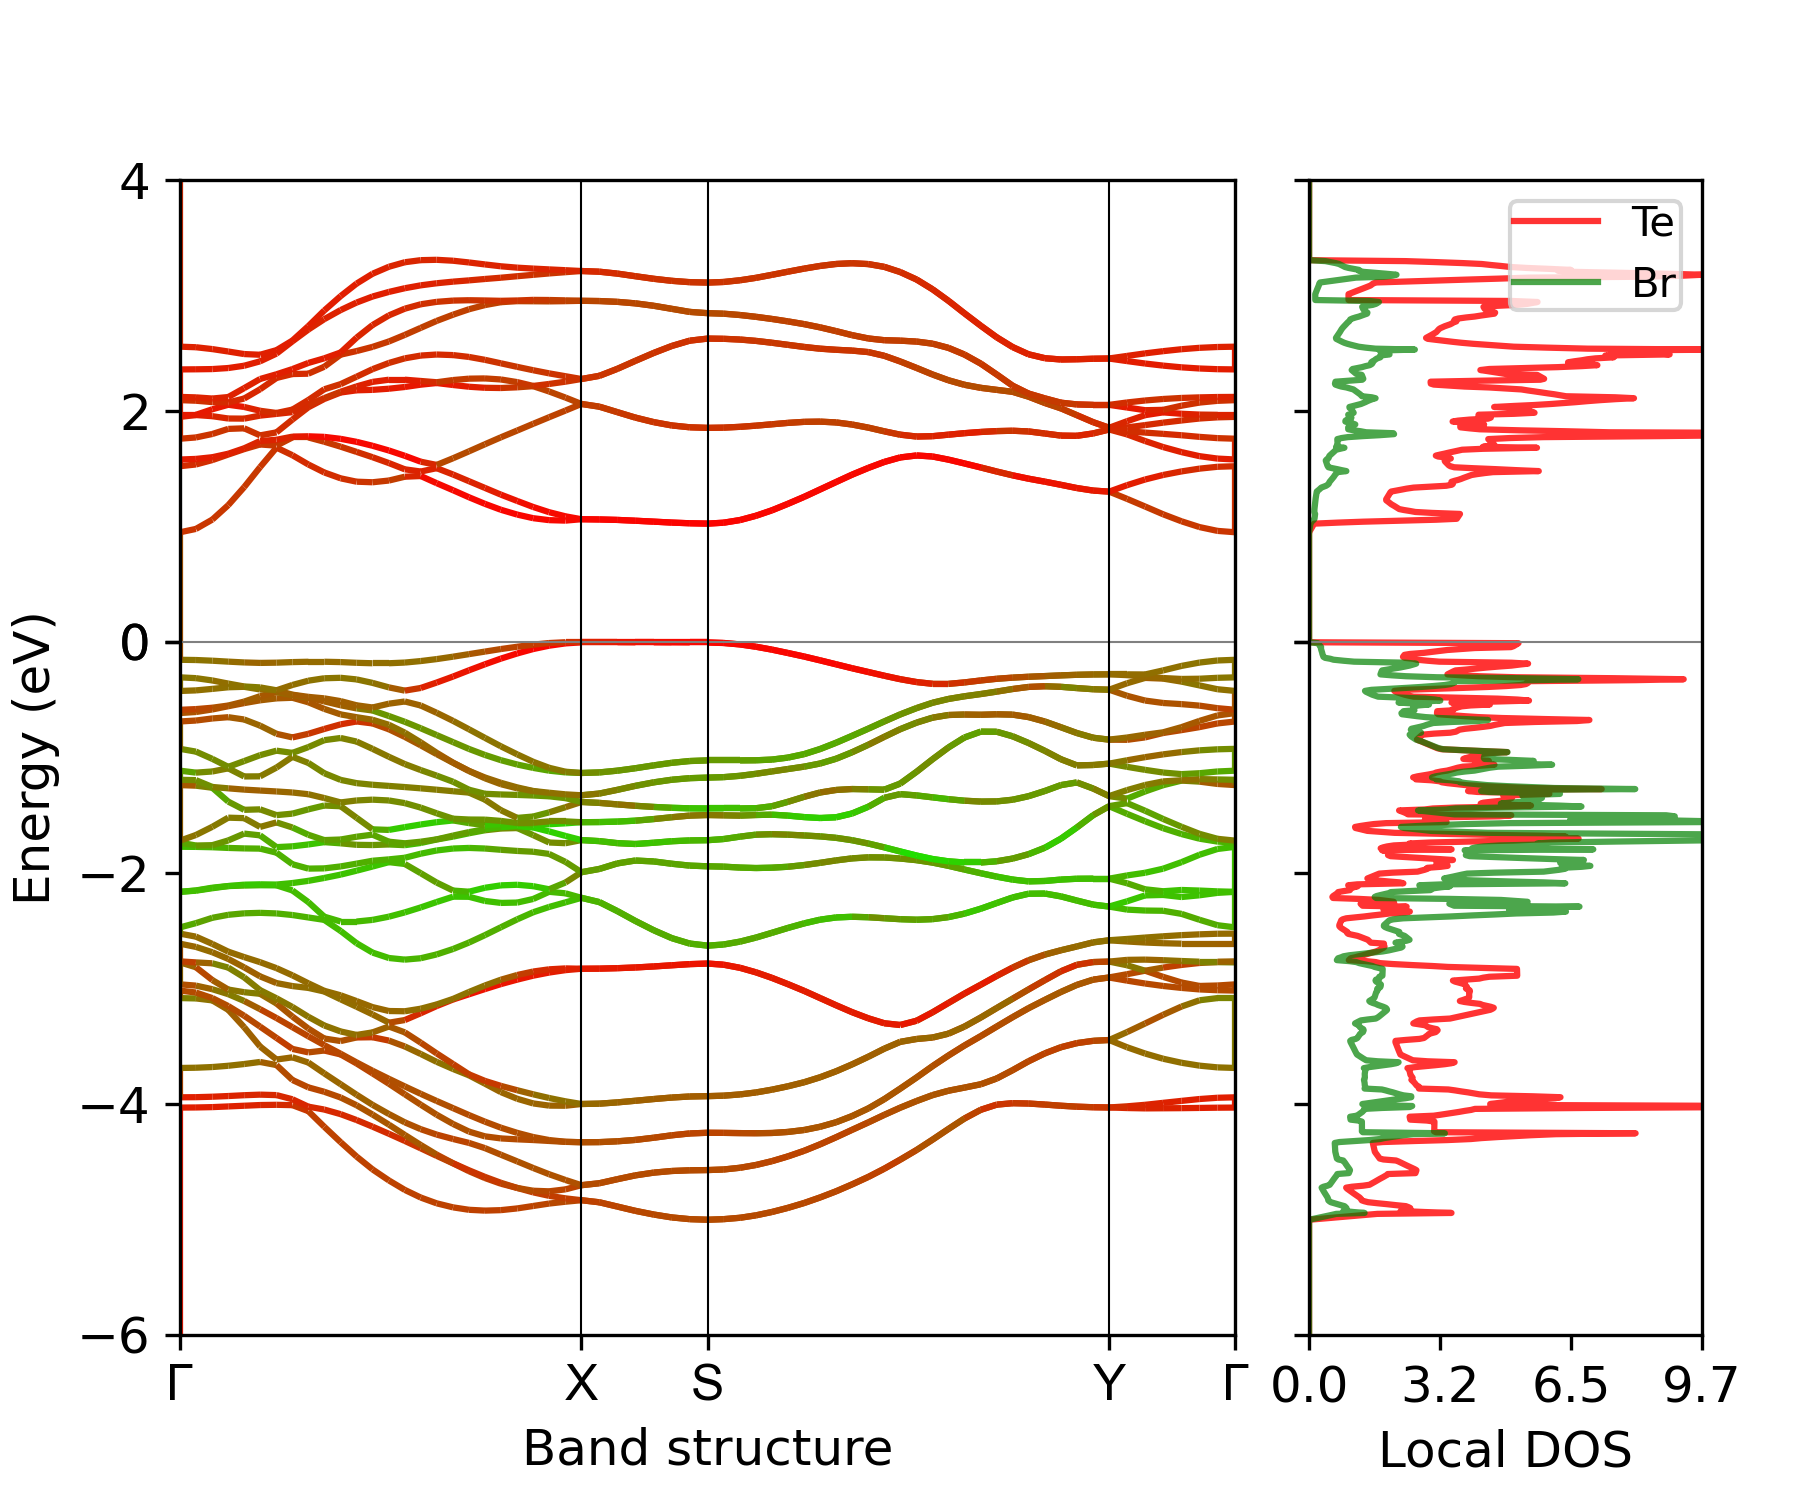 4
2
0
−2
−4
−6
Energy (eV)
Γ X S Y Γ
Band structure
Te
Br
0.0 3.2 6.5 9.7
Local DOS